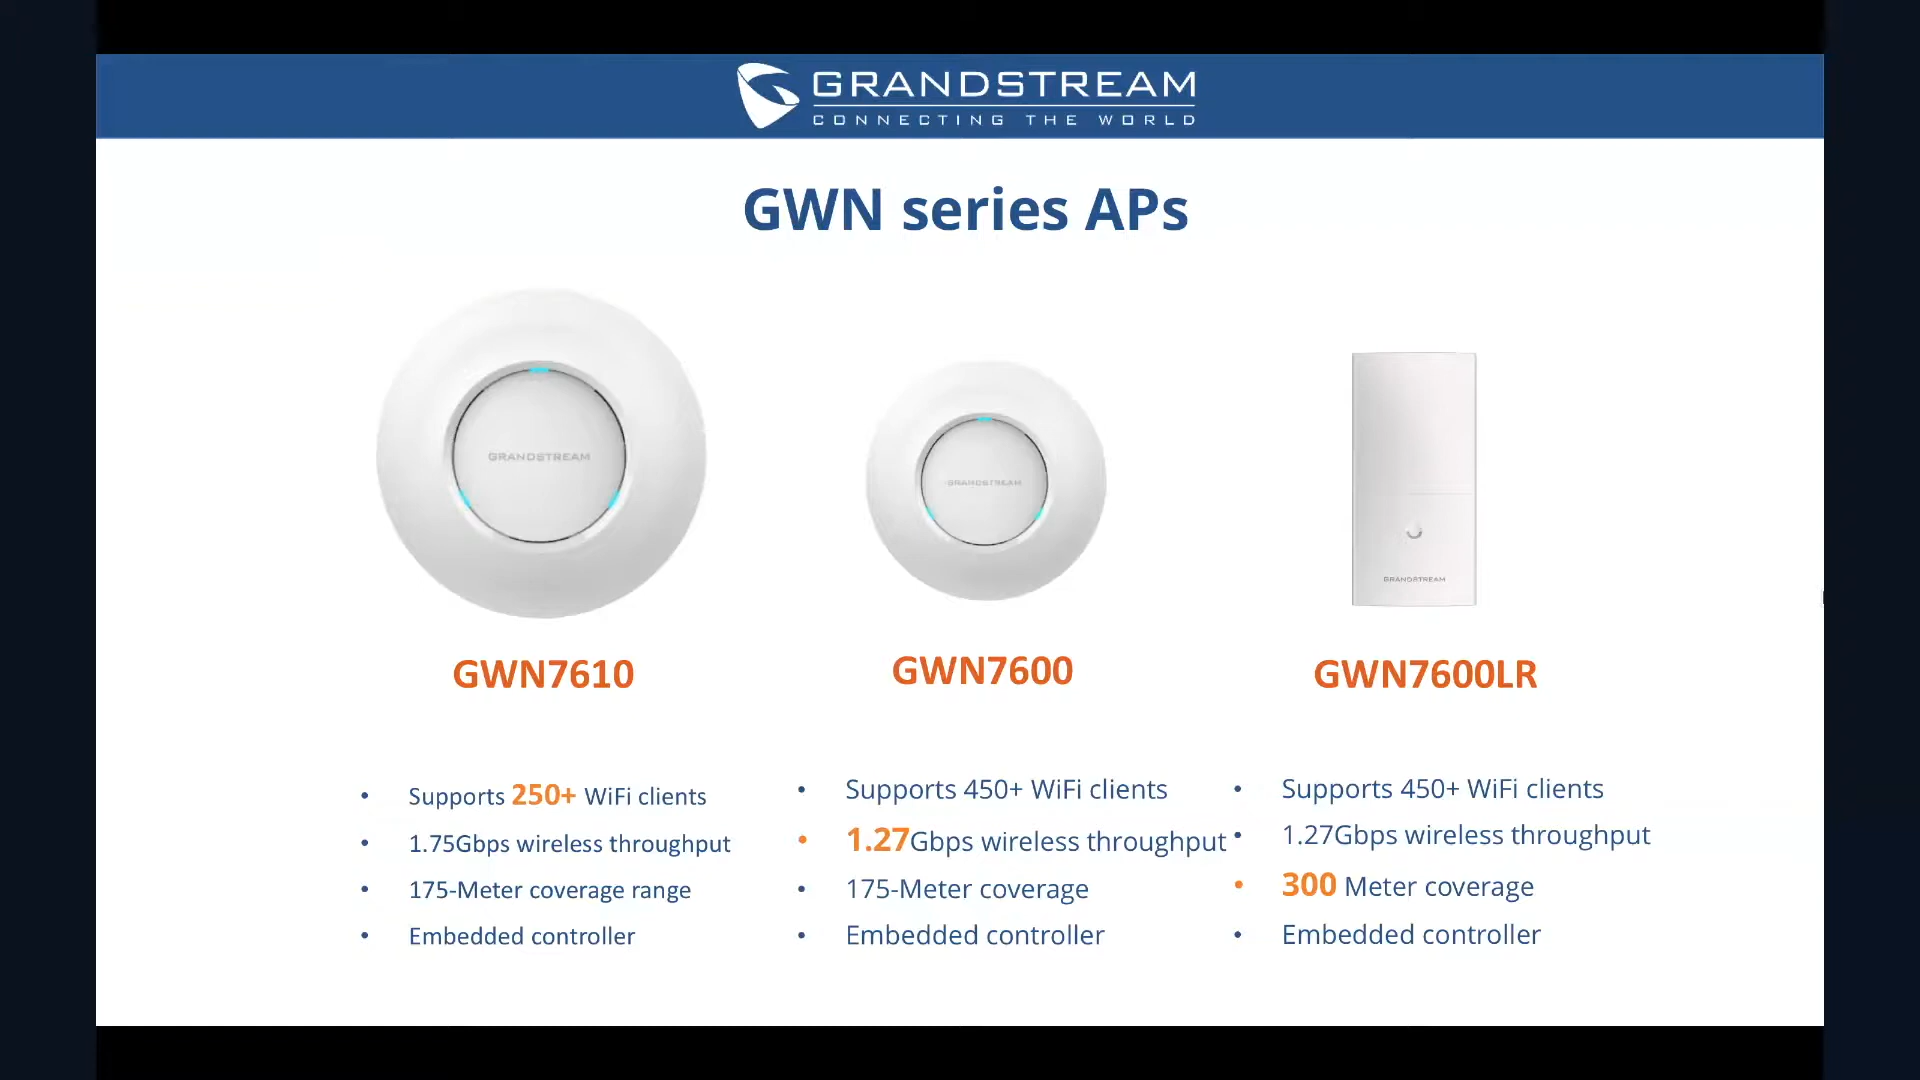 GRANDSTREAM
CONNECTING THE WORLD
GWN series APs
GRANDSTREAM
GRANDSTREAM
GRANDSTREAM
GWN7610
GWN7600
GWN7600LR
• Supports 250+ WiFi clients
• 1.75Gbps wireless throughput
• 175-Meter coverage range
• Embedded controller
• Supports 450+ WiFi clients
• 1.27Gbps wireless throughput
• 175-Meter coverage
• Embedded controller
• Supports 450+ WiFi clients
• 1.27Gbps wireless throughput
• 300 Meter coverage
• Embedded controller